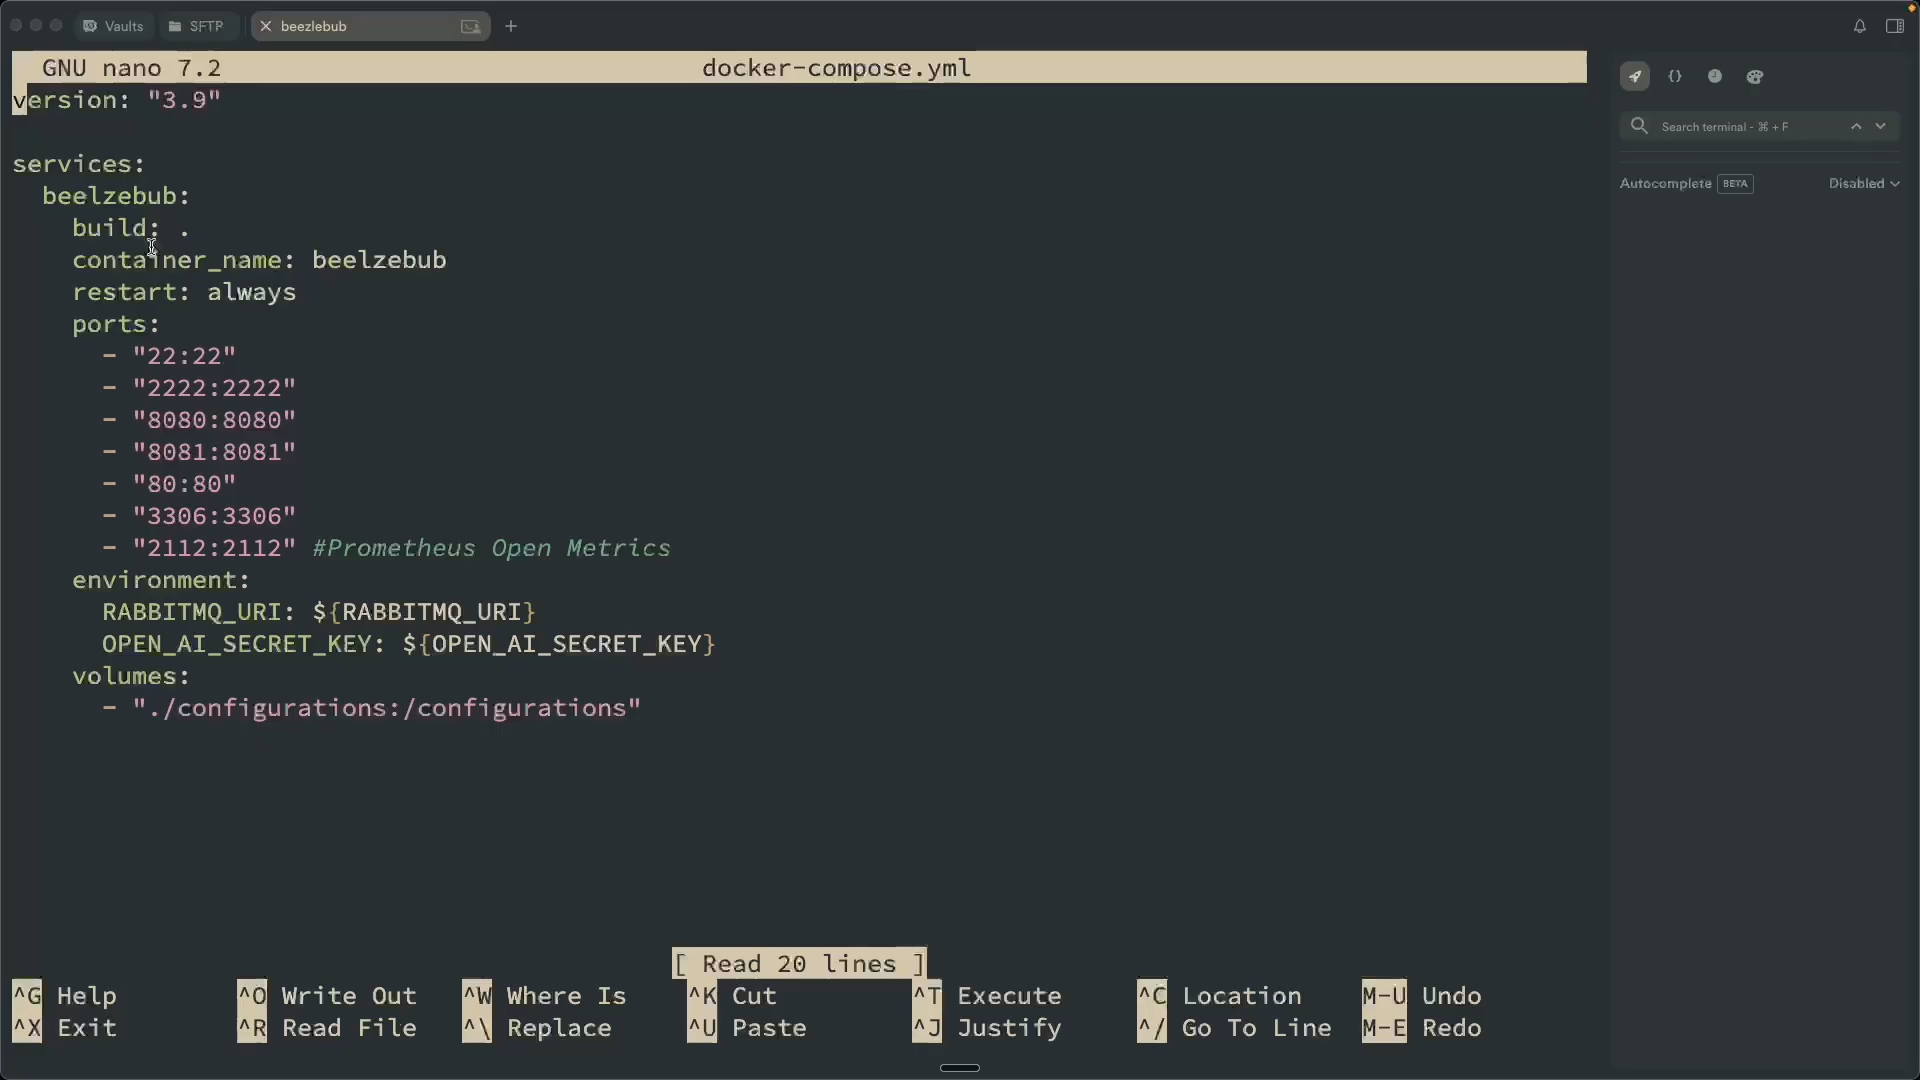 Vaults SFTP beezlebub
GNU nano 7.2 docker-compose.yml
version: "3.9"
services:
  beelzebub:
    build: .
    container_name: beelzebub
    restart: always
    ports:
      - "22:22"
      - "2222:2222"
      - "8080:8080"
      - "8081:8081"
      - "80:80"
      - "3306:3306"
      - "2112:2112" #Prometheus Open Metrics
    environment:
      RABBITMQ_URI: ${RABBITMQ_URI}
      OPEN_AI_SECRET_KEY: ${OPEN_AI_SECRET_KEY}
    volumes:
      - "./configurations:/configurations"
[ Read 20 lines ]
^G Help ^O Write Out ^W Where Is ^K Cut ^T Execute ^C Location M-U Undo
^X Exit ^R Read File ^\ Replace ^U Paste ^J Justify ^/ Go To Line M-E Redo
Search terminal - ⌘ + F
Autocomplete BETA Disabled